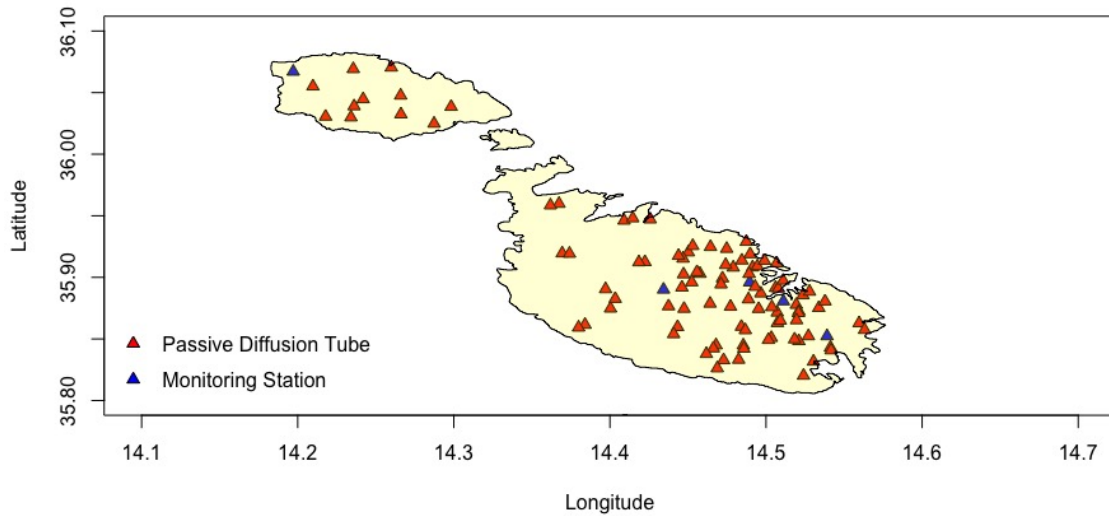 36.10
36.00
35.90
35.80
Latitude
Passive Diffusion Tube
Monitoring Station
14.1 14.2 14.3 14.4 14.5 14.6 14.7
Longitude